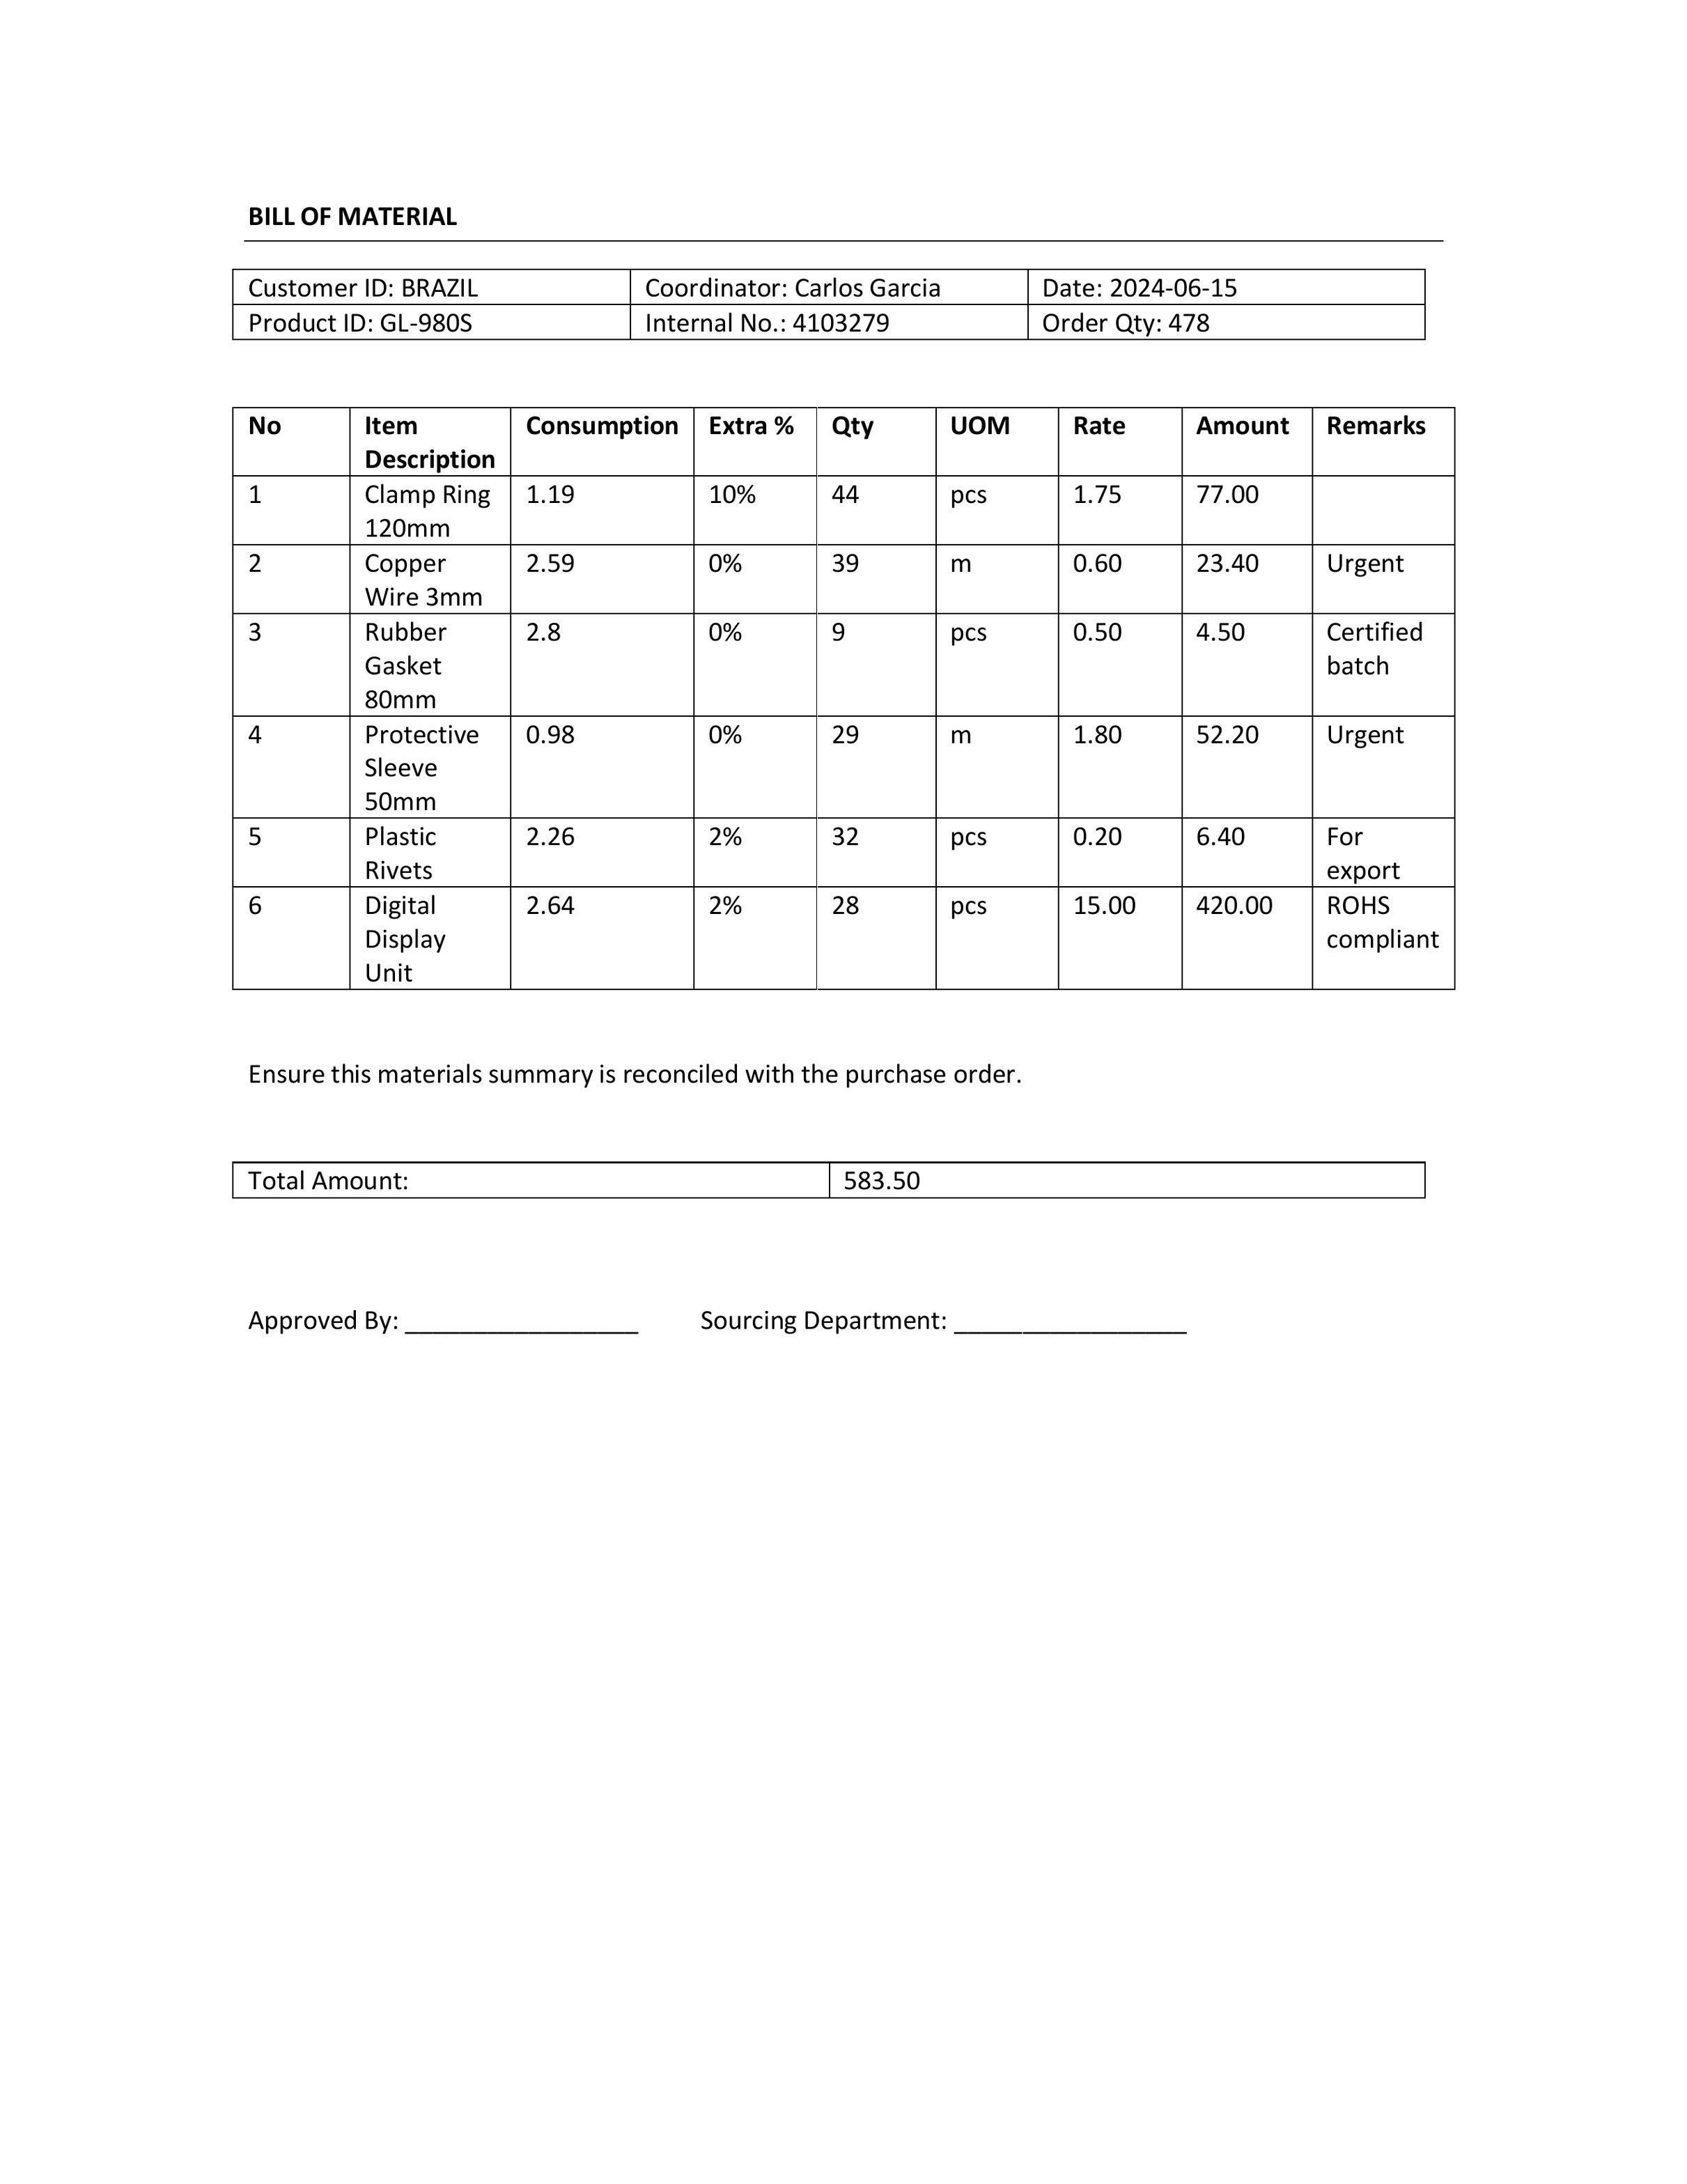 BILL OF MATERIAL
Customer ID: BRAZIL Coordinator: Carlos Garcia Date: 2024-06-15
Product ID: GL-980S Internal No.: 4103279 Order Qty: 478
No Item Consumption Extra % Qty UOM Rate Amount Remarks
Description
1 Clamp Ring 1.19 10% 44 pcs 1.75 77.00
120mm
2 Copper 2.59 0% 39 m 0.60 23.40 Urgent
Wire 3mm
3 Rubber 2.8 0% 9 pcs 0.50 4.50 Certified
Gasket batch
80mm
4 Protective 0.98 0% 29 m 1.80 52.20 Urgent
Sleeve
50mm
5 Plastic 2.26 2% 32 pcs 0.20 6.40 For
Rivets export
6 Digital 2.64 2% 28 pcs 15.00 420.00 ROHS
Display compliant
Unit
Ensure this materials summary is reconciled with the purchase order.
Total Amount: 583.50
Approved By: _________________ Sourcing Department: _________________